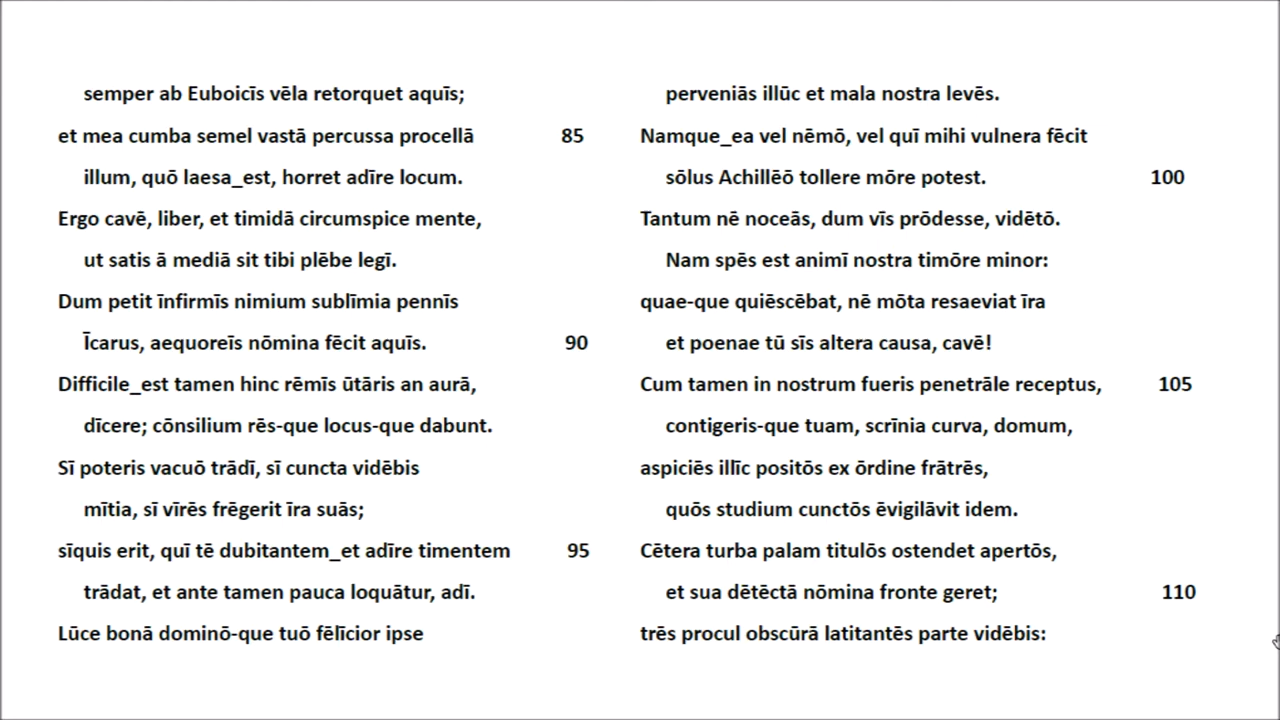 semper ab Euboicīs vēla retorquet aquīs;
et mea cumba semel vastā percussa procellā 85
illum, quō laesa_est, horret adīre locum.
Ergo cavē, liber, et timidā circumspice mente,
ut satis ā mediā sit tibi plēbe legī.
Dum petit īnfirmīs nimium sublīmia pennīs
Īcarus, aequoreīs nōmina fēcit aquīs. 90
Difficile_est tamen hinc rēmīs ūtāris an aurā,
dīcere; cōnsilium rēs-que locus-que dabunt.
Sī poteris vacuō trādī, sī cuncta vidēbis
mītia, sī vīrēs frēgerit īra suās;
sīquis erit, quī tē dubitantem_et adīre timentem 95
trādat, et ante tamen pauca loquātur, adī.
Lūce bonā dominō-que tuō fēlīcior ipse
perveniās illūc et mala nostra levēs.
Namque_ea vel nēmō, vel quī mihi vulnera fēcit
sōlus Achillēō tollere mōre potest. 100
Tantum nē noceās, dum vīs prōdesse, vidētō.
Nam spēs est animī nostra timōre minor:
quae-que quiēscēbat, nē mōta resaeviat īra
et poenae tū sīs altera causa, cavē!
Cum tamen in nostrum fueris penetrāle receptus, 105
contigeris-que tuam, scrīnia curva, domum,
aspiciēs illīc positōs ex ōrdine frātrēs,
quōs studium cunctōs ēvigilāvit idem.
Cētera turba palam titulōs ostendet apertōs,
et sua dētēctā nōmina fronte geret; 110
trēs procul obscūrā latitantēs parte vidēbis: